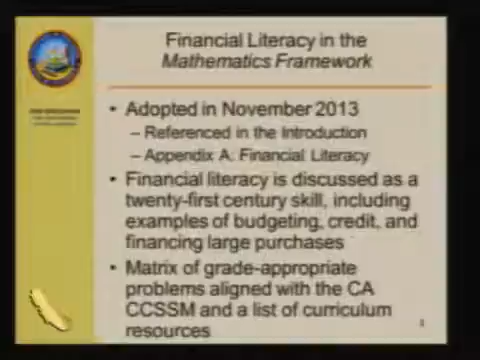 Financial Literacy in the
Mathematics Framework
• Adopted in November 2013
– Referenced in the Introduction
– Appendix A: Financial Literacy
• Financial literacy is discussed as a
twenty-first century skill, including
examples of budgeting, credit, and
financing large purchases
• Matrix of grade-appropriate
problems aligned with the CA
CCSSM and a list of curriculum
resources